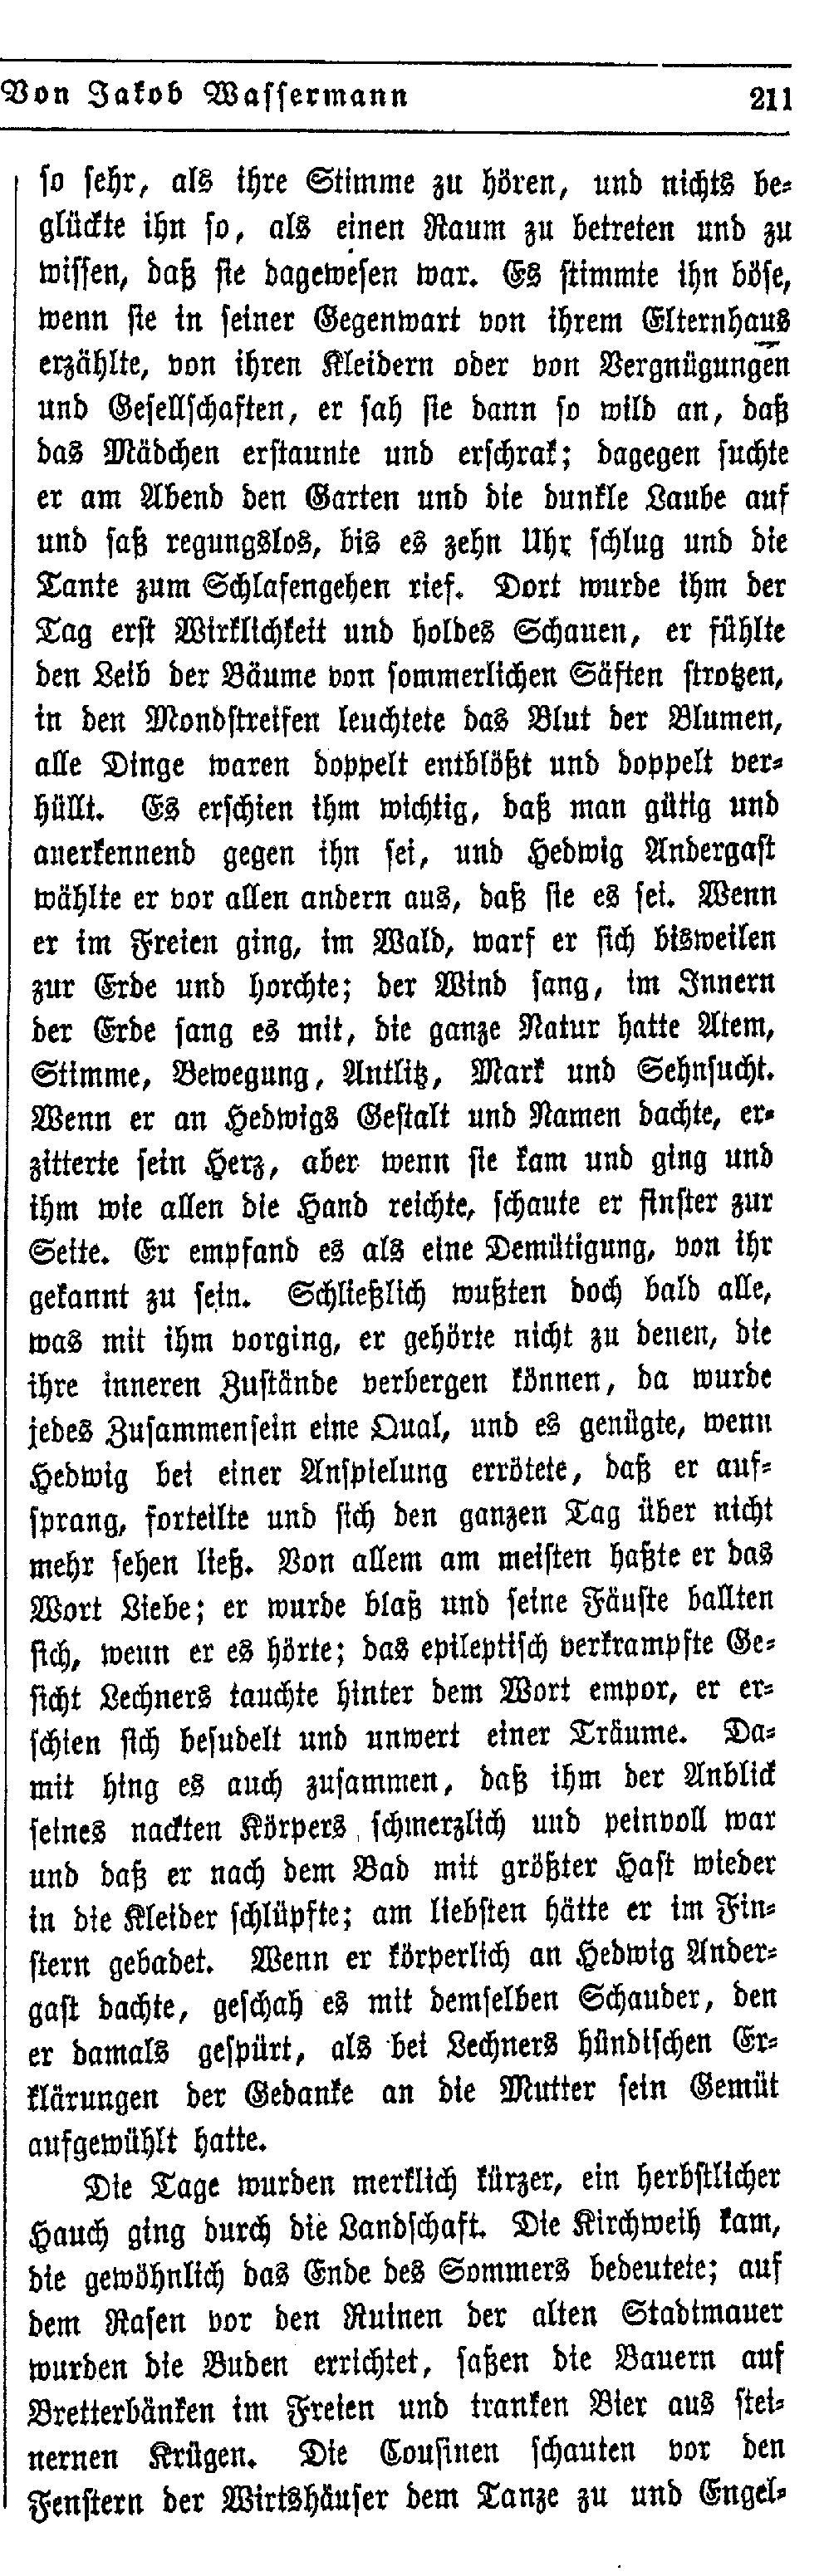 Von Jakob Wassermann 211
so sehr, als ihre Stimme zu hören, und nichts be-
glückte ihn so, als einen Raum zu betreten und zu
wissen, daß sie dagewesen war. Es stimmte ihn böse,
wenn sie in seiner Gegenwart von ihrem Elternhaus
erzählte, von ihren Kleidern oder von Vergnügungen
und Gesellschaften, er sah sie dann so wild an, daß
das Mädchen erstaunte und erschrak; dagegen suchte
er am Abend den Garten und die dunkle Laube auf
und saß regungslos, bis es zehn Uhr schlug und die
Tante zum Schlafengehen rief. Dort wurde ihm der
Tag erst Wirklichkeit und holdes Schauen, er fühlte
den Leib der Bäume von sommerlichen Säften strotzen,
in den Mondstreifen leuchtete das Blut der Blumen,
alle Dinge waren doppelt entblößt und doppelt ver-
hüllt. Es erschien ihm wichtig, daß man gütig und
anerkennend gegen ihn sei, und Hedwig Andergast
wählte er vor allen andern aus, daß sie es sei. Wenn
er im Freien ging, im Wald, warf er sich bisweilen
zur Erde und horchte; der Wind sang, im Innern
der Erde sang es mit, die ganze Natur hatte Atem,
Stimme, Bewegung, Antlitz, Mark und Sehnsucht.
Wenn er an Hedwigs Gestalt und Namen dachte, er-
zitterte sein Herz, aber wenn sie kam und ging und
ihm wie allen die Hand reichte, schaute er finster zur
Seite. Er empfand es als eine Demütigung, von ihr
gekannt zu sein. Schließlich wußten doch bald alle,
was mit ihm vorging, er gehörte nicht zu denen, die
ihre inneren Zustände verbergen können, da wurde
jedes Zusammensein eine Qual, und es genügte, wenn
Hedwig bei einer Anspielung errötete, daß er auf-
sprang, forteilte und sich den ganzen Tag über nicht
mehr sehen ließ. Von allem am meisten haßte er das
Wort Liebe; er wurde blaß und seine Fäuste ballten
sich, wenn er es hörte; das epileptisch verkrampfte Ge-
sicht Lechners tauchte hinter dem Wort empor, er er-
schien sich besudelt und unwert einer Träume. Da-
mit hing es auch zusammen, daß ihm der Anblick
seines nackten Körpers schmerzlich und peinvoll war
und daß er nach dem Bad mit größter Hast wieder
in die Kleider schlüpfte; am liebsten hätte er im Fin-
stern gebadet. Wenn er körperlich an Hedwig Ander-
gast dachte, geschah es mit demselben Schauder, den
er damals gespürt, als bei Lechners hündischen Er-
klärungen der Gedanke an die Mutter sein Gemüt
aufgewühlt hatte.
Die Tage wurden merklich kürzer, ein herbstlicher
Hauch ging durch die Landschaft. Die Kirchweih kam,
die gewöhnlich das Ende des Sommers bedeutete; auf
dem Rasen vor den Ruinen der alten Stadtmauer
wurden die Buden errichtet, saßen die Bauern auf
Bretterbänken im Freien und tranken Bier aus stei-
nernen Krügen. Die Cousinen schauten vor den
Fenstern der Wirtshäuser dem Tanze zu und Engel-